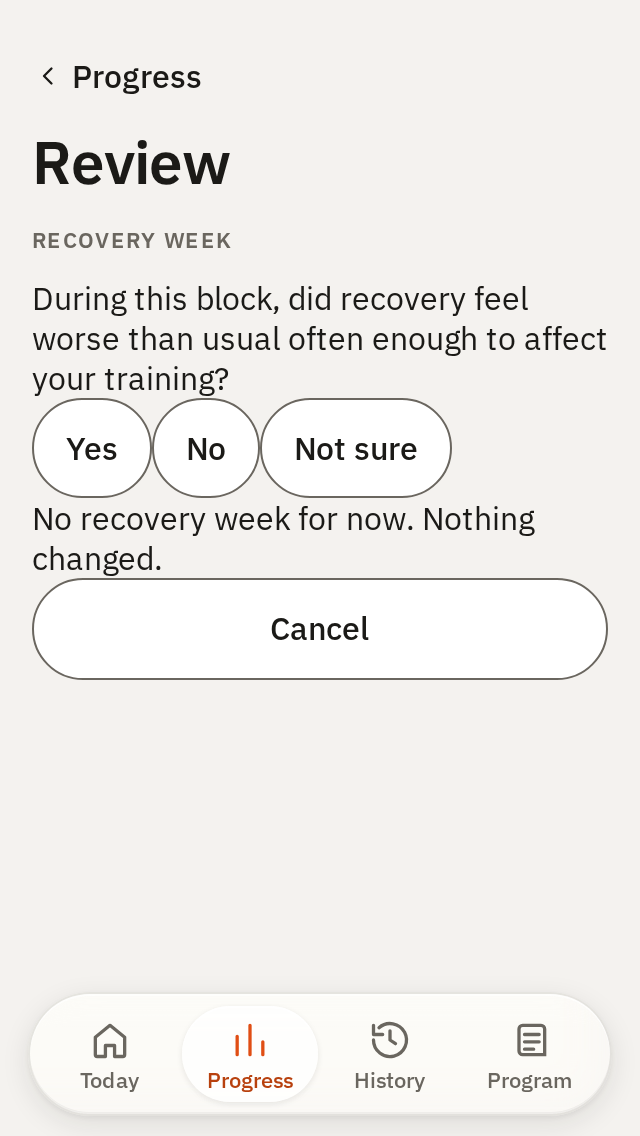 Progress
Review
RECOVERY WEEK
During this block, did recovery feel
worse than usual often enough to affect
your training?
Yes No Not sure
No recovery week for now. Nothing
changed.
Cancel
Today Progress History Program